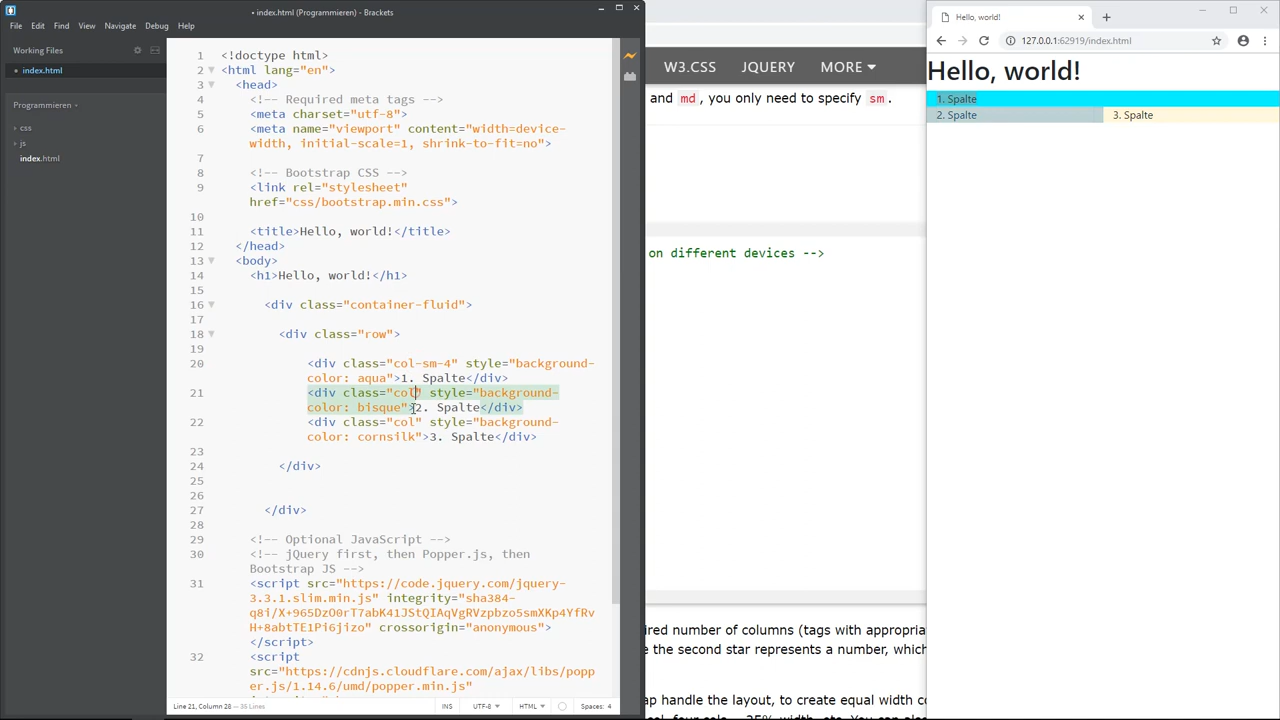 • index.html (Programmieren) - Brackets
File Edit Find View Navigate Debug Help
Working Files
• index.html
Programmieren
css
js
index.html
1 <!doctype html>
2 <html lang="en">
3 <head>
4 <!-- Required meta tags -->
5 <meta charset="utf-8">
6 <meta name="viewport" content="width=device-
width, initial-scale=1, shrink-to-fit=no">
7
8 <!-- Bootstrap CSS -->
9 <link rel="stylesheet"
href="css/bootstrap.min.css">
10
11 <title>Hello, world!</title>
12 </head>
13 <body>
14 <h1>Hello, world!</h1>
15
16 <div class="container-fluid">
17
18 <div class="row">
19
20 <div class="col-sm-4" style="background-
color: aqua">1. Spalte</div>
21 <div class="col" style="background-
color: bisque">2. Spalte</div>
22 <div class="col" style="background-
color: cornsilk">3. Spalte</div>
23
24 </div>
25
26
27 </div>
28
29 <!-- Optional JavaScript -->
30 <!-- jQuery first, then Popper.js, then
Bootstrap JS -->
31 <script src="https://code.jquery.com/jquery-
3.3.1.slim.min.js" integrity="sha384-
q8i/X+965DzO0rT7abK41JStQIAqVgRVzpbzo5smXKp4YfRv
H+8abtTE1Pi6jizo" crossorigin="anonymous">
</script>
32 <script
src="https://cdnjs.cloudflare.com/ajax/libs/popp
er.js/1.14.6/umd/popper.min.js"
Line 21, Column 28 — 35 Lines
INS UTF-8 HTML Spaces: 4
W3.CSS JQUERY MORE
and md, you only need to specify sm.
on different devices -->
ired number of columns (tags with appropria
e the second star represents a number, whic
ap handle the layout, to create equal width c
Hello, world!
127.0.0.1:62919/index.html
Hello, world!
1. Spalte
2. Spalte 3. Spalte